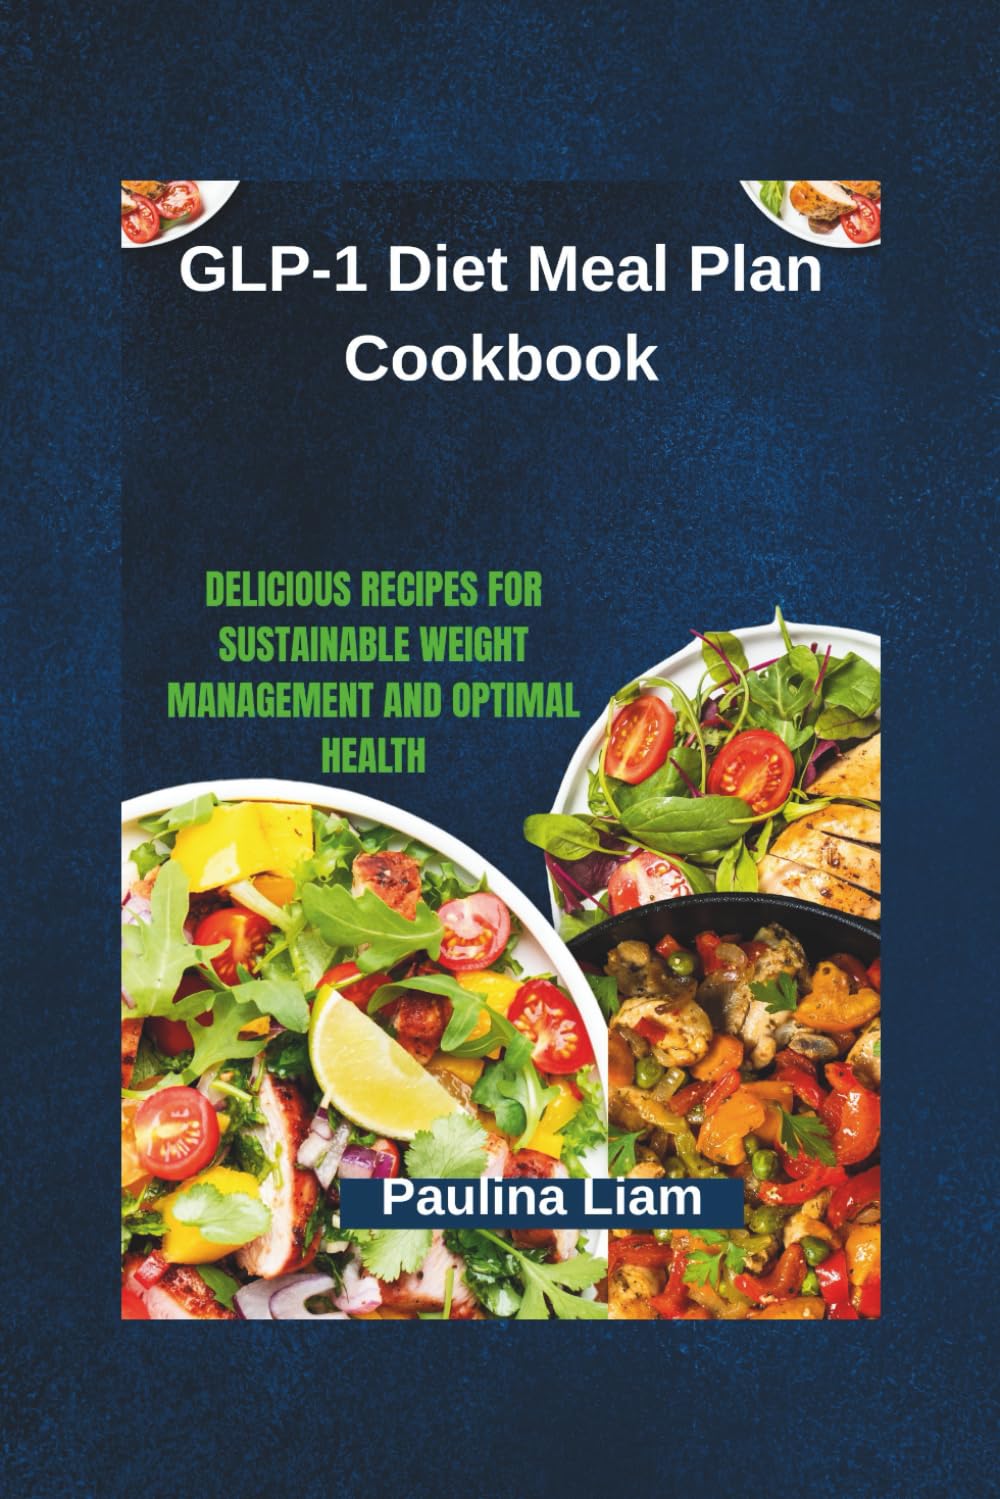 GLP-1 Diet Meal Plan
Cookbook
DELICIOUS RECIPES FOR
SUSTAINABLE WEIGHT
MANAGEMENT AND OPTIMAL
HEALTH
Paulina Liam